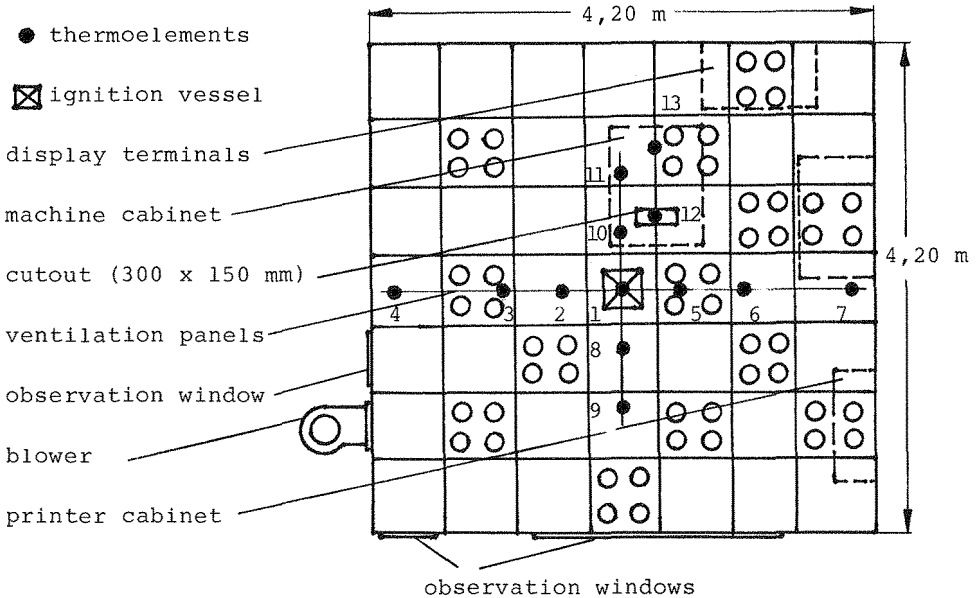 4,20 m
thermoelements
ignition vessel
13
display terminals
11
machine cabinet
12
10
4,20 m
cutout (300 x 150 mm)
4 3 2 1 5 6 7
ventilation panels
8
observation window
9
blower
printer cabinet
observation windows